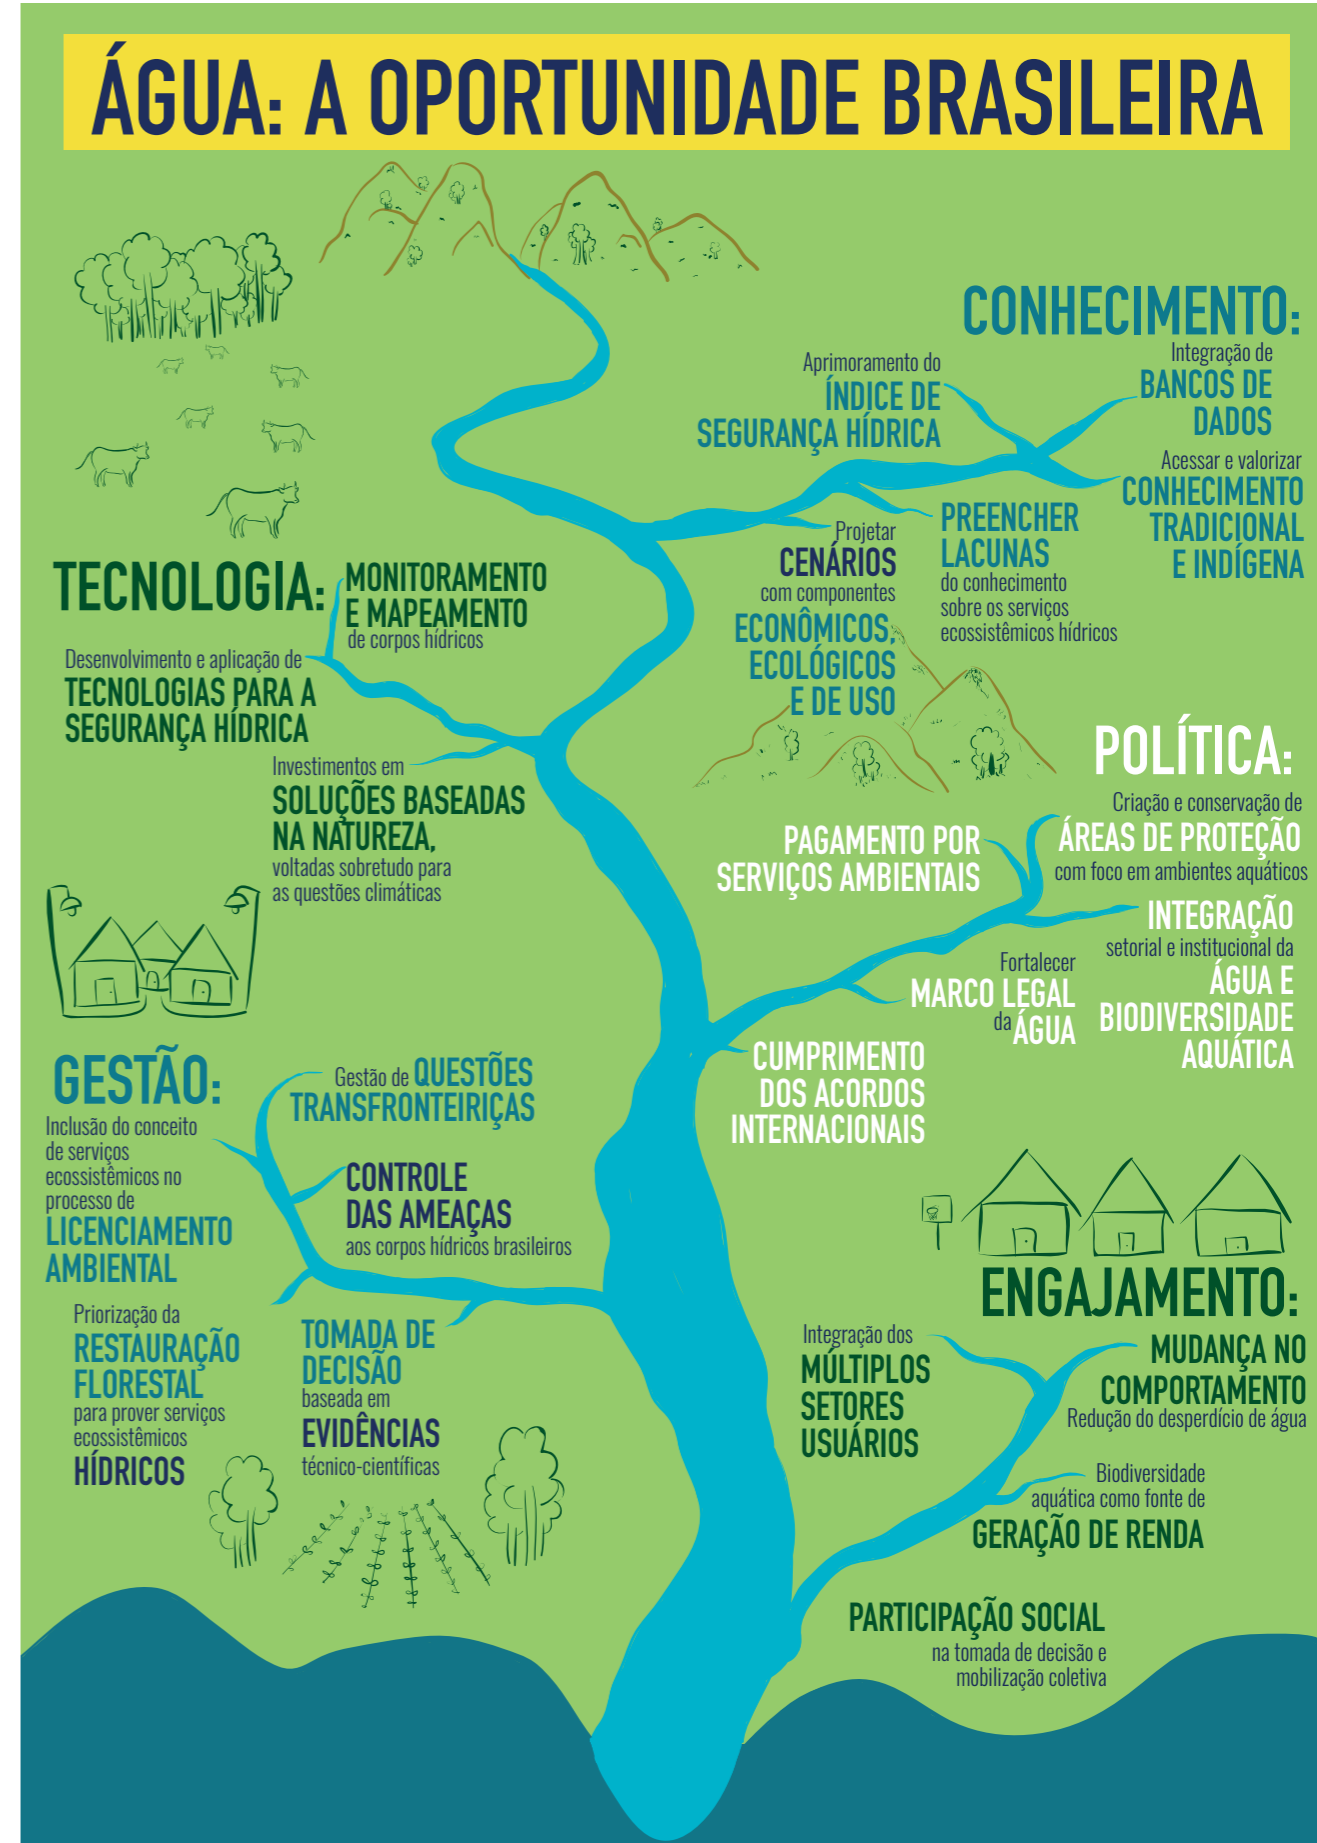 ÁGUA: A OPORTUNIDADE BRASILEIRA
CONHECIMENTO:
Aprimoramento do
ÍNDICE DE
SEGURANÇA HÍDRICA
Integração de
BANCOS DE
DADOS
Acessar e valorizar
CONHECIMENTO
TRADICIONAL
E INDÍGENA
Projetar
CENÁRIOS
com componentes
ECONÔMICOS,
ECOLÓGICOS
E DE USO
PREENCHER
LACUNAS
do conhecimento
sobre os serviços
ecossistêmicos hídricos
TECNOLOGIA:
MONITORAMENTO
E MAPEAMENTO
de corpos hídricos
Desenvolvimento e aplicação de
TECNOLOGIAS PARA A
SEGURANÇA HÍDRICA
Investimentos em
SOLUÇÕES BASEADAS
NA NATUREZA,
voltadas sobretudo para
as questões climáticas
POLÍTICA:
Criação e conservação de
ÁREAS DE PROTEÇÃO
com foco em ambientes aquáticos
PAGAMENTO POR
SERVIÇOS AMBIENTAIS
INTEGRAÇÃO
setorial e institucional da
ÁGUA E
BIODIVERSIDADE
AQUÁTICA
Fortalecer
MARCO LEGAL
da ÁGUA
CUMPRIMENTO
DOS ACORDOS
INTERNACIONAIS
GESTÃO:
Gestão de QUESTÕES
TRANSFRONTEIRIÇAS
Inclusão do conceito
de serviços
ecossistêmicos no
processo de
LICENCIAMENTO
AMBIENTAL
CONTROLE
DAS AMEAÇAS
aos corpos hídricos brasileiros
Priorização da
RESTAURAÇÃO
FLORESTAL
para prover serviços
ecossistêmicos
HÍDRICOS
TOMADA DE
DECISÃO
baseada em
EVIDÊNCIAS
técnico-científicas
ENGAJAMENTO:
Integração dos
MÚLTIPLOS
SETORES
USUÁRIOS
MUDANÇA NO
COMPORTAMENTO
Redução do desperdício de água
Biodiversidade
aquática como fonte de
GERAÇÃO DE RENDA
PARTICIPAÇÃO SOCIAL
na tomada de decisão e
mobilização coletiva